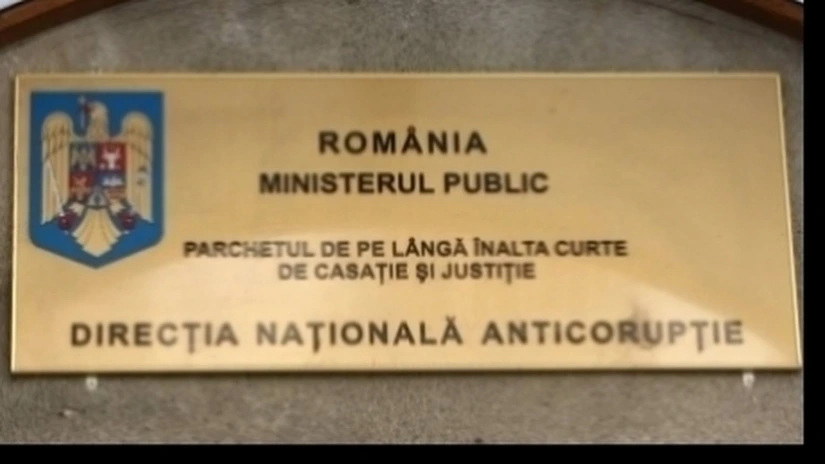 ROMÂNIA
MINISTERUL PUBLIC
PARCHETUL DE PE LÂNGĂ ÎNALTA CURTE
DE CASAȚIE ȘI JUSTIȚIE
DIRECȚIA NAȚIONALĂ ANTICORUPȚIE